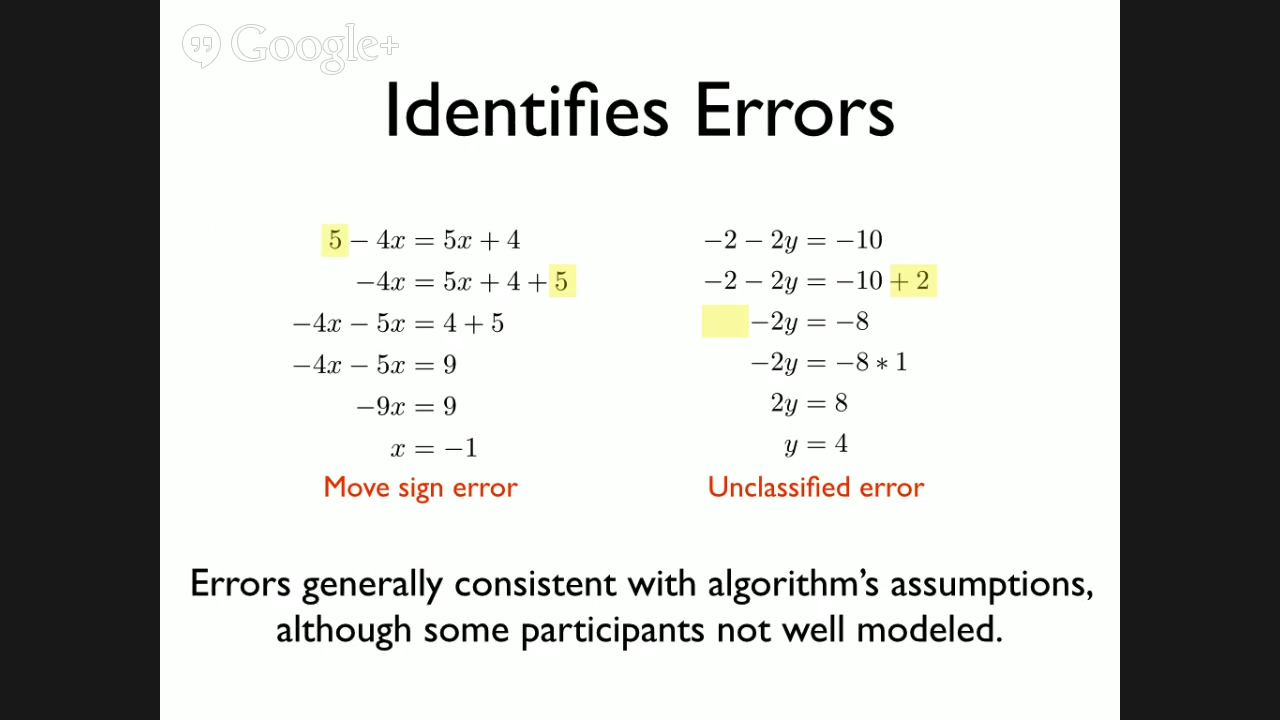 Google+
Identifies Errors
5 − 4x = 5x + 4
−4x = 5x + 4 + 5
−4x − 5x = 4 + 5
−4x − 5x = 9
−9x = 9
x = −1
Move sign error
−2 − 2y = −10
−2 − 2y = −10 + 2
−2y = −8
−2y = −8 ∗ 1
2y = 8
y = 4
Unclassified error
Errors generally consistent with algorithm’s assumptions,
although some participants not well modeled.